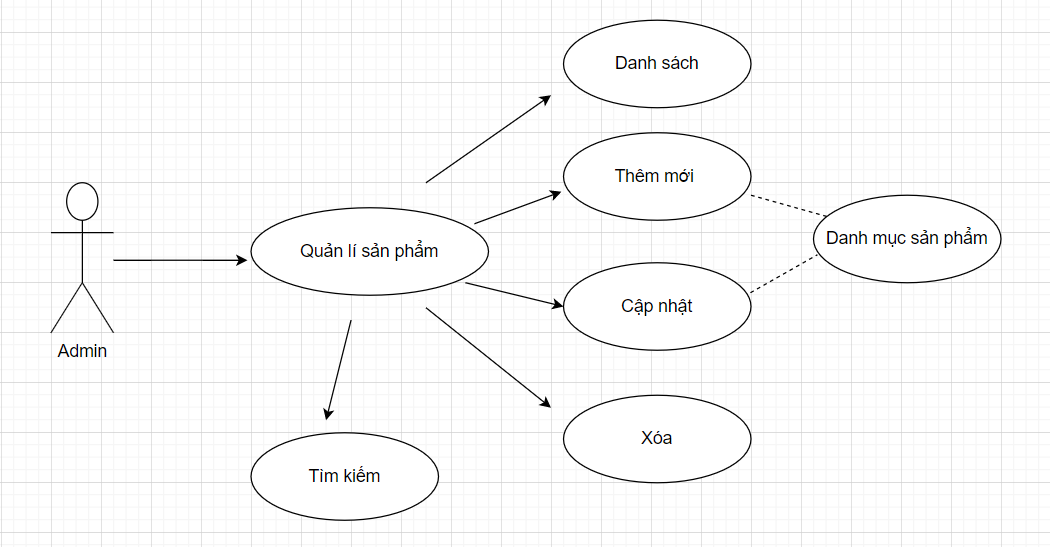 Danh sách
Thêm mới
Danh mục sản phẩm
Quản lí sản phẩm
Cập nhật
Admin
Xóa
Tìm kiếm